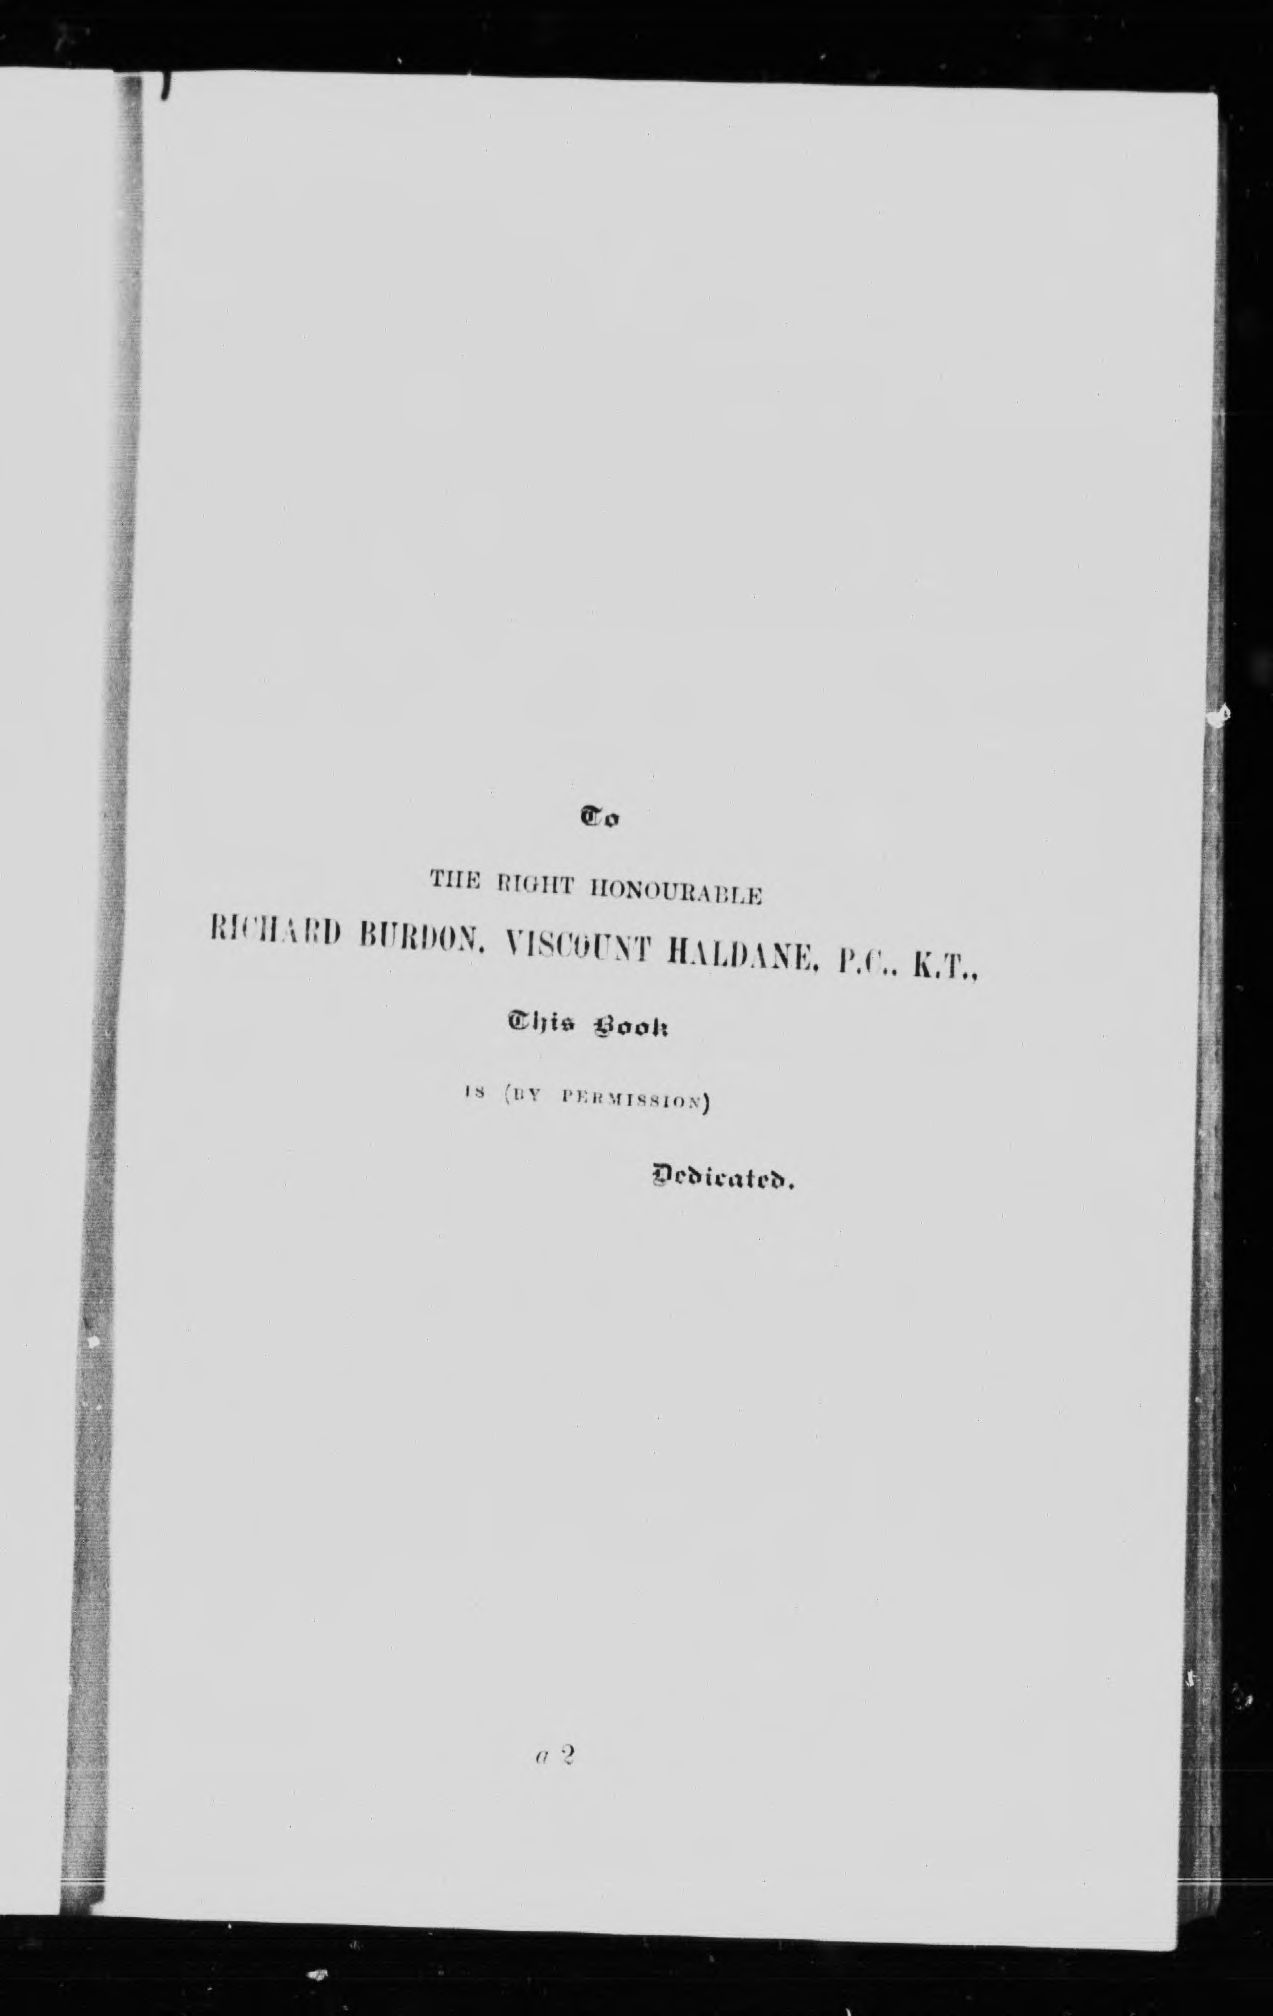 To
THE RIGHT HONOURABLE
RICHARD BURDON, VISCOUNT HALDANE, P.C., K.T.,
This Book
IS (BY PERMISSION)
Dedicated.
a 2